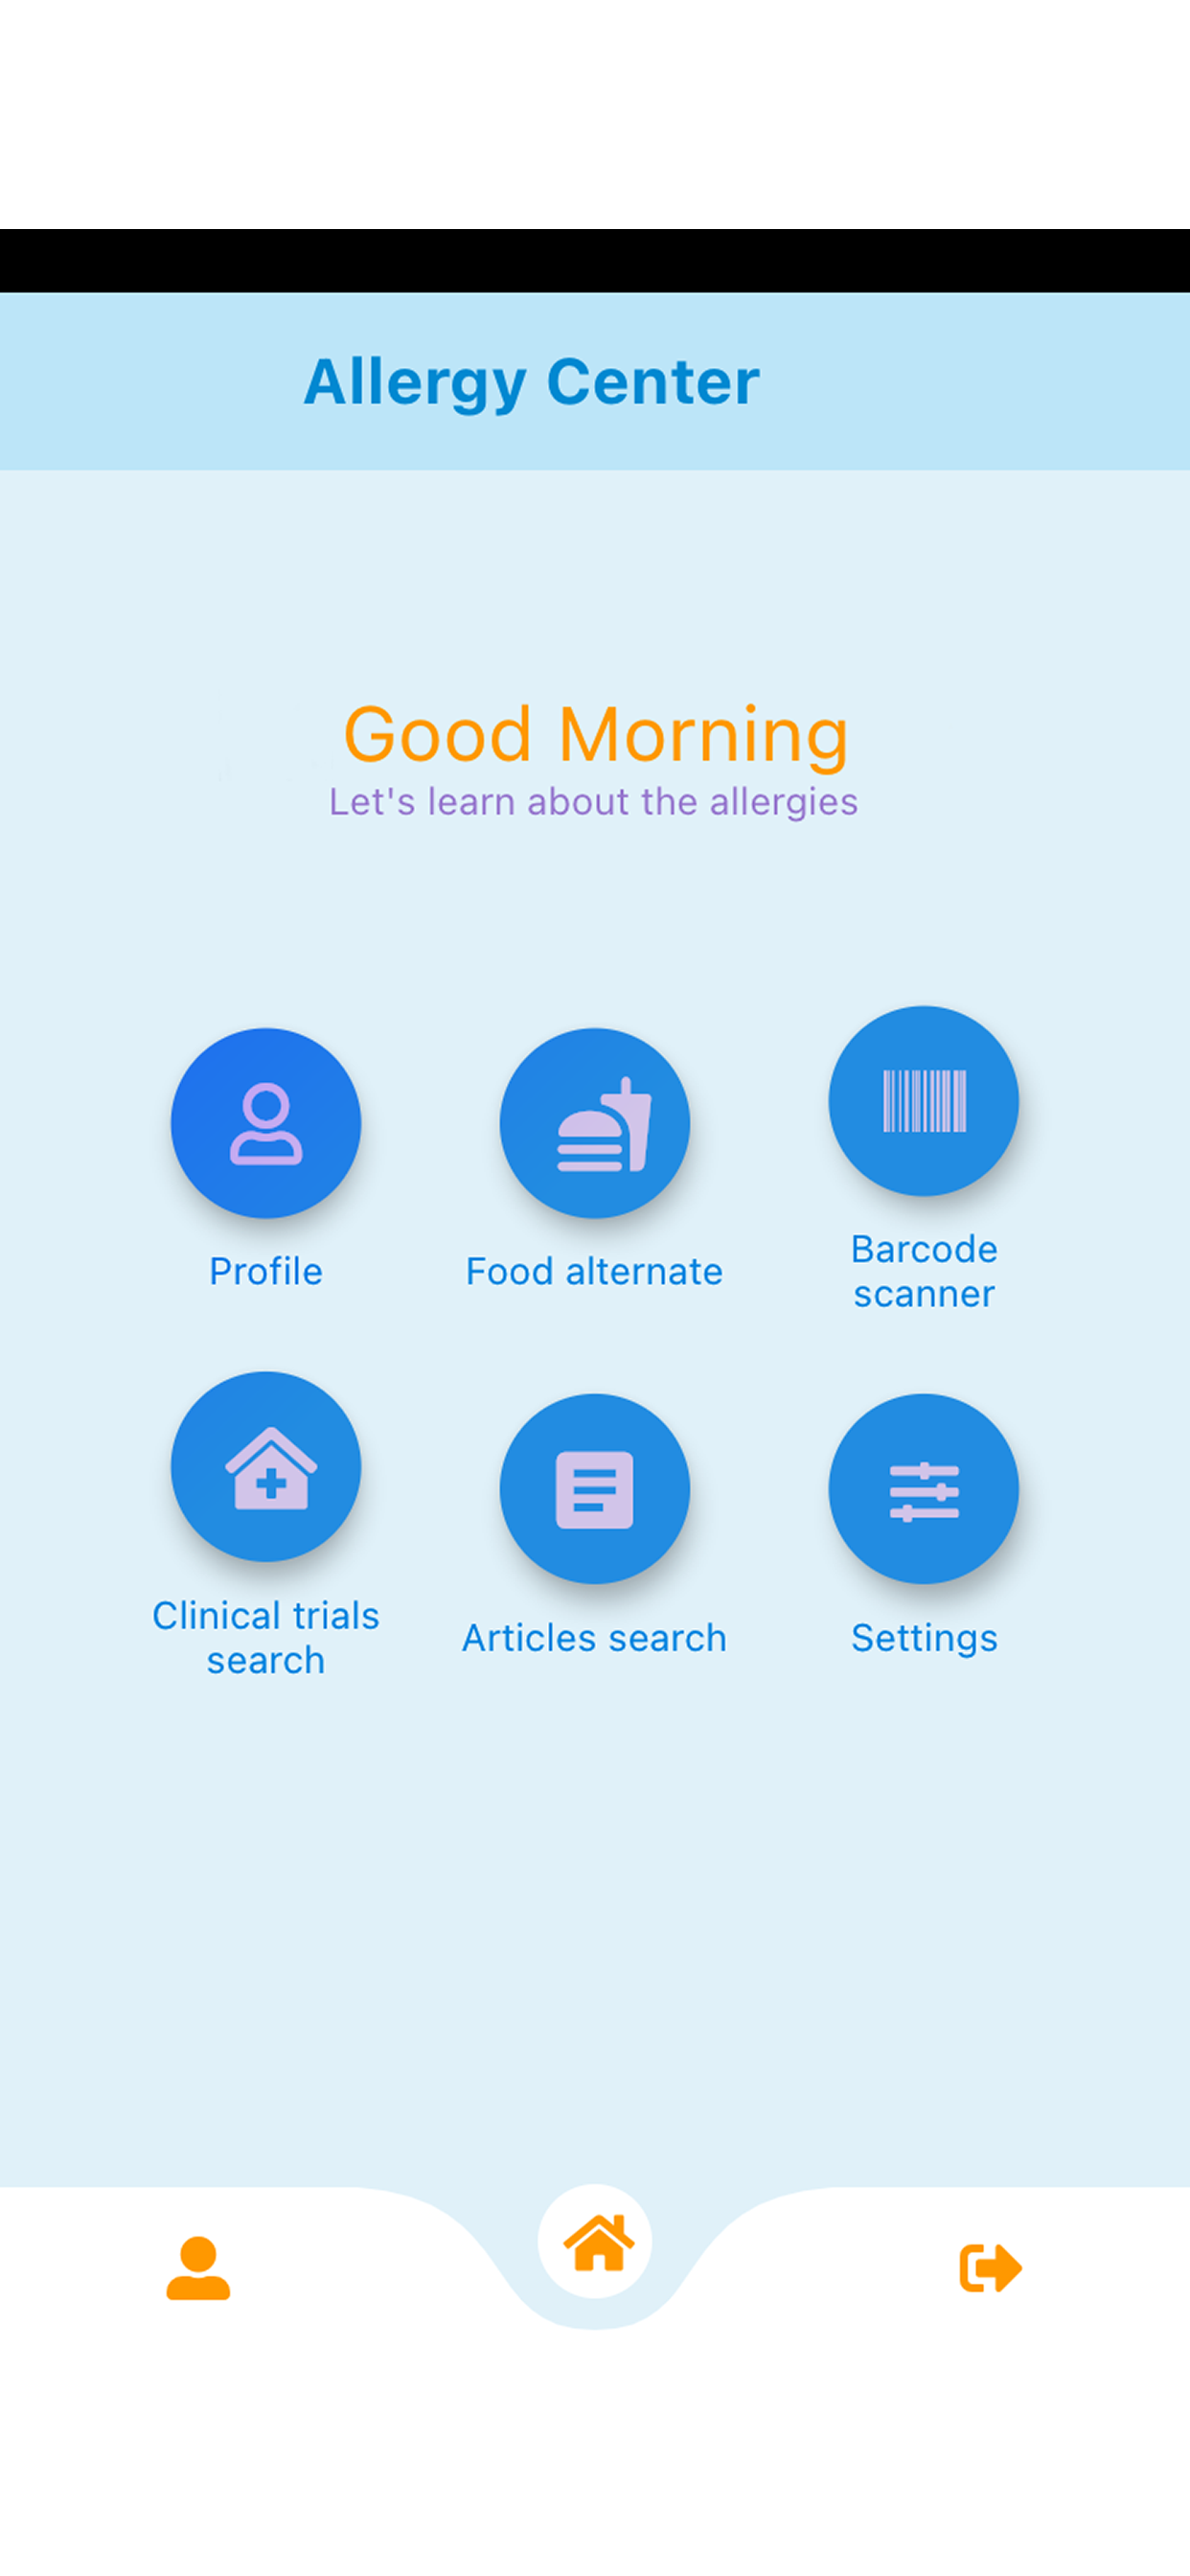 Allergy Center
Good Morning
Let's learn about the allergies
Profile
Food alternate
Barcode
scanner
Clinical trials
search
Articles search
Settings